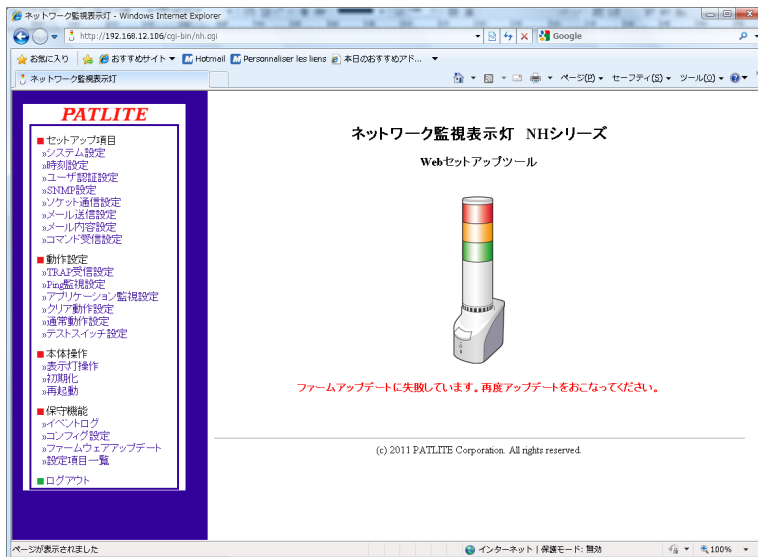 ネットワーク監視表示灯 - Windows Internet Explorer
http://192.168.12.106/cgi-bin/nh.cgi
Google
お気に入り おすすめサイト Hotmail Personnaliser les liens 本日のおすすめアド...
ネットワーク監視表示灯
ページ(P) セーフティ(S) ツール(O)
PATLITE
セットアップ項目
»システム設定
»時刻設定
»ユーザ認証設定
»SNMP設定
»ソケット通信設定
»メール送信設定
»メール内容設定
»コマンド受信設定
動作設定
»TRAP受信設定
»Ping監視設定
»アプリケーション監視設定
»クリア動作設定
»通常動作設定
»テストスイッチ設定
本体操作
»表示灯操作
»初期化
»再起動
保守機能
»イベントログ
»コンフィグ設定
»ファームウェアアップデート
»設定項目一覧
ログアウト
ネットワーク監視表示灯 NHシリーズ
Webセットアップツール
ファームアップデートに失敗しています。再度アップデートをおこなってください。
(c) 2011 PATLITE Corporation. All rights reserved.
ページが表示されました
インターネット | 保護モード: 無効
100%